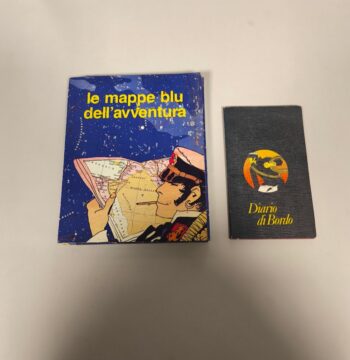 le mappe blu
dell'avventura
Diario
di Bordo